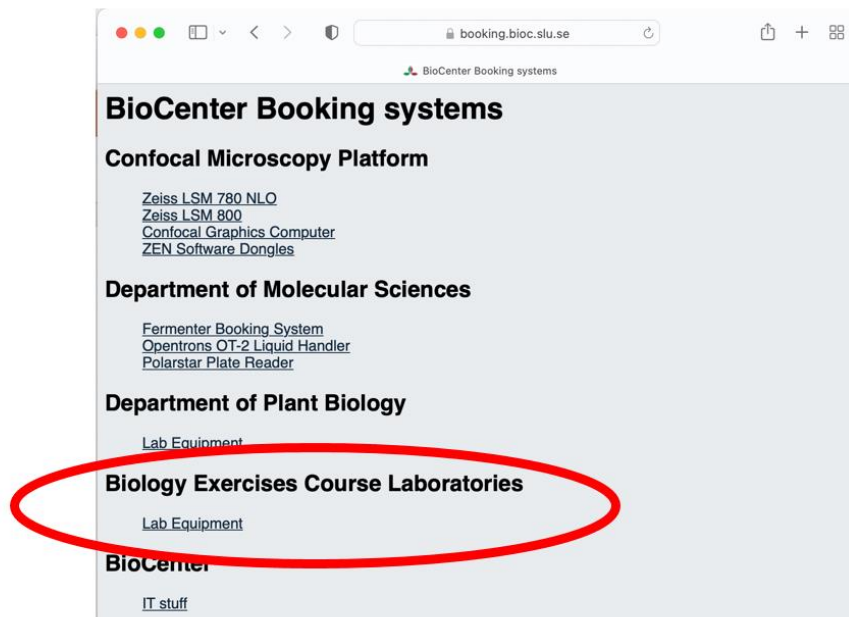 booking.bioc.slu.se
BioCenter Booking systems
BioCenter Booking systems
Confocal Microscopy Platform
Zeiss LSM 780 NLO
Zeiss LSM 800
Confocal Graphics Computer
ZEN Software Dongles
Department of Molecular Sciences
Fermenter Booking System
Opentrons OT-2 Liquid Handler
Polarstar Plate Reader
Department of Plant Biology
Lab Equipment
Biology Exercises Course Laboratories
Lab Equipment
BioCenter
IT stuff